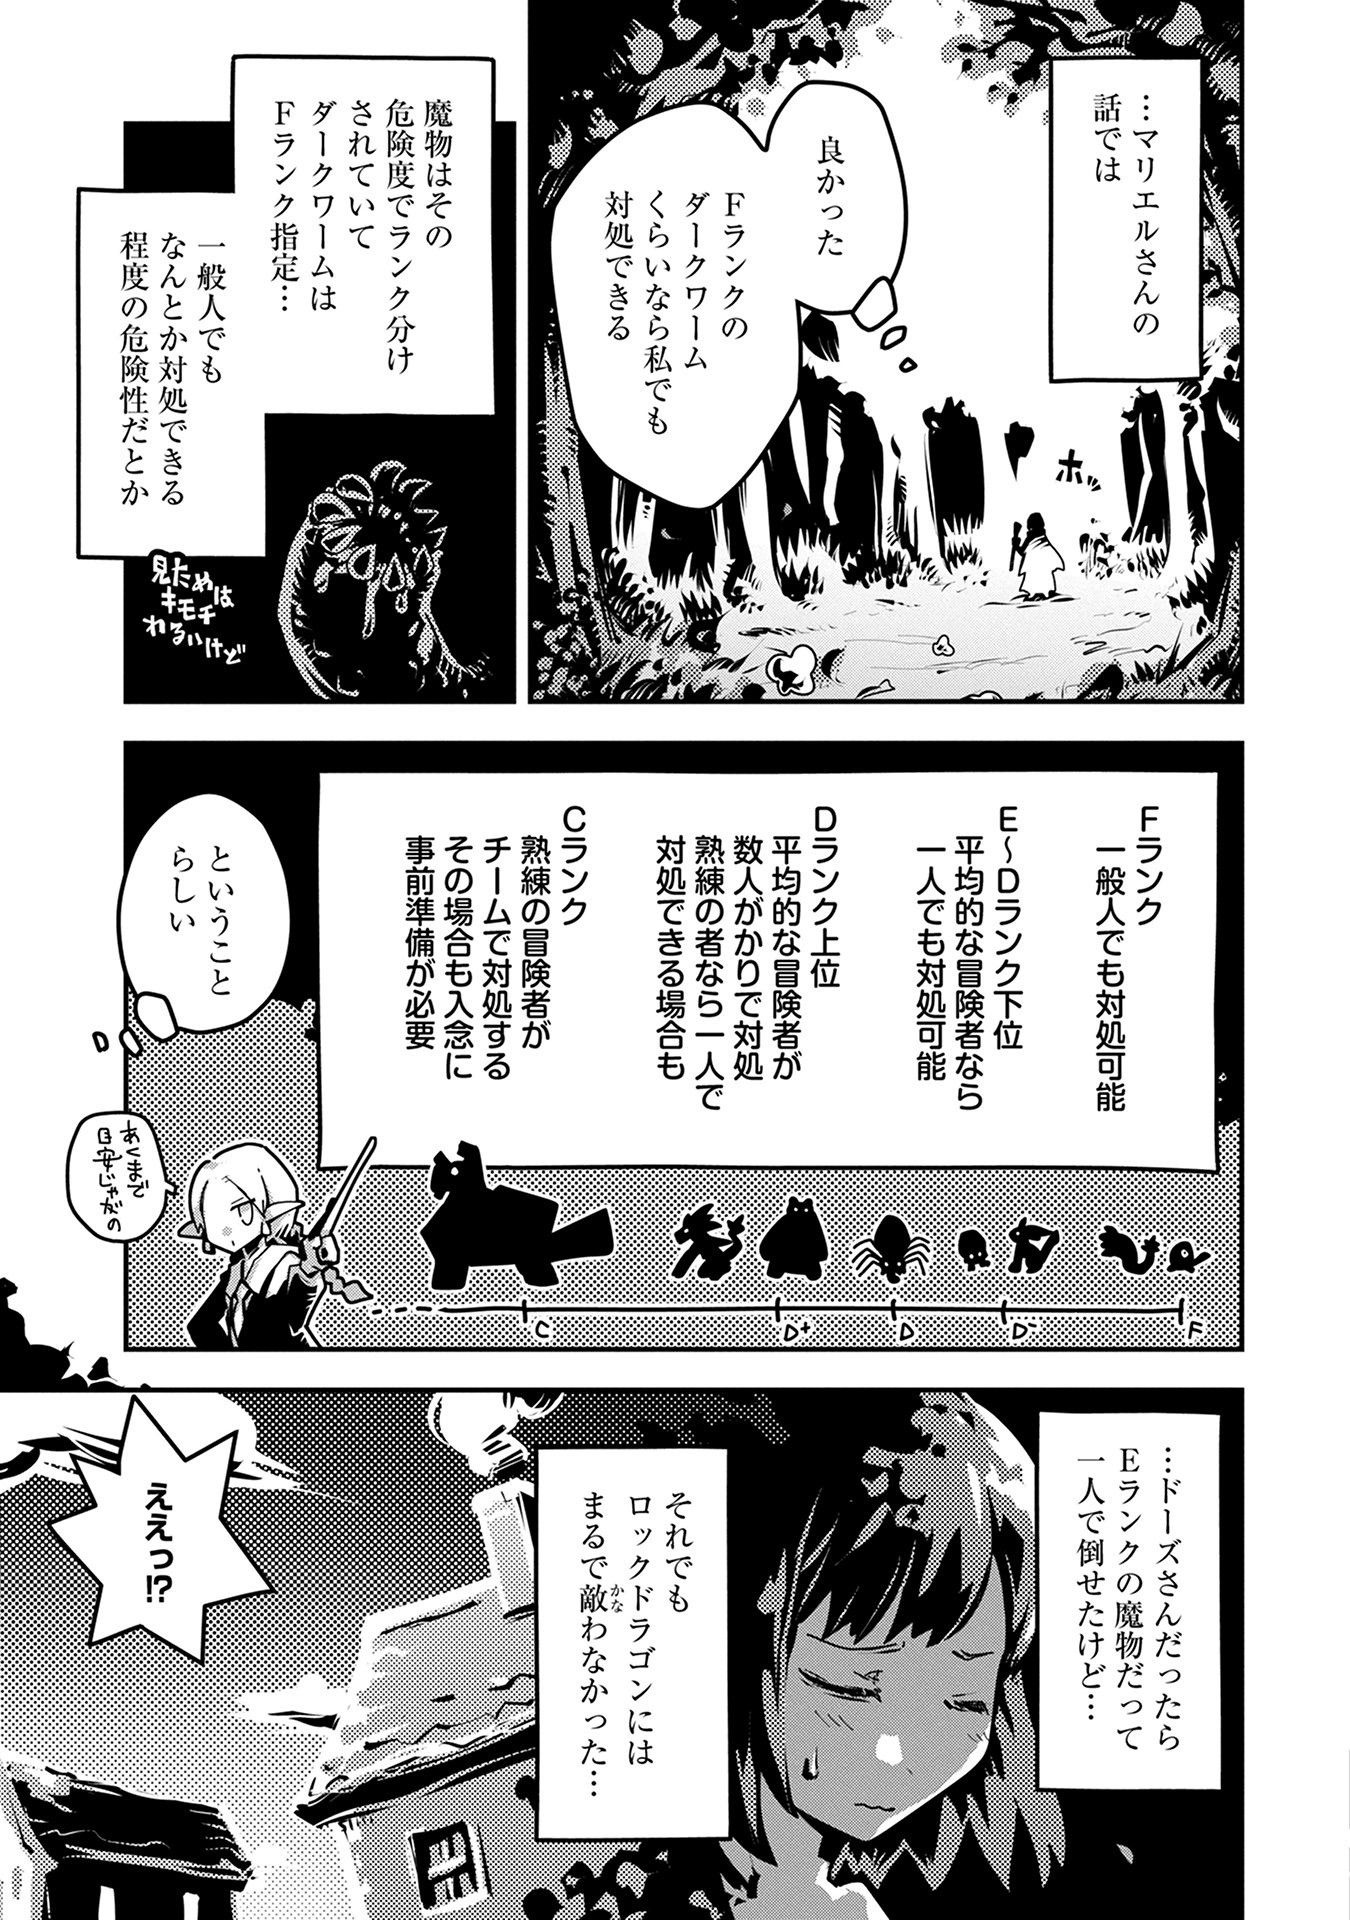 良かった
Fランクの
ダークワーム
くらいなら私でも
対処できる
ホッ
…マリエルさんの
話では
魔物はその
危険度でランク分け
されていて
ダークワームは
Fランク指定…
一般人でも
なんとか対処できる
程度の危険性だとか
見ためは
キモチ
わるいけど
Fランク
一般人でも対処可能
E～Dランク下位
平均的な冒険者なら
一人でも対処可能
Dランク上位
平均的な冒険者が
数人がかりで対処
熟練の者なら一人で
対処できる場合も
Cランク
熟練の冒険者が
チームで対処する
その場合も入念に
事前準備が必要
ということ
らしい
あくまで
目安じゃがの
C
D+
D
D-
F
…ドーズさんだったら
Eランクの魔物だって
一人で倒せたけど…
それでも
ロックドラゴンには
まるで敵わなかった…
かな
ええっ!?